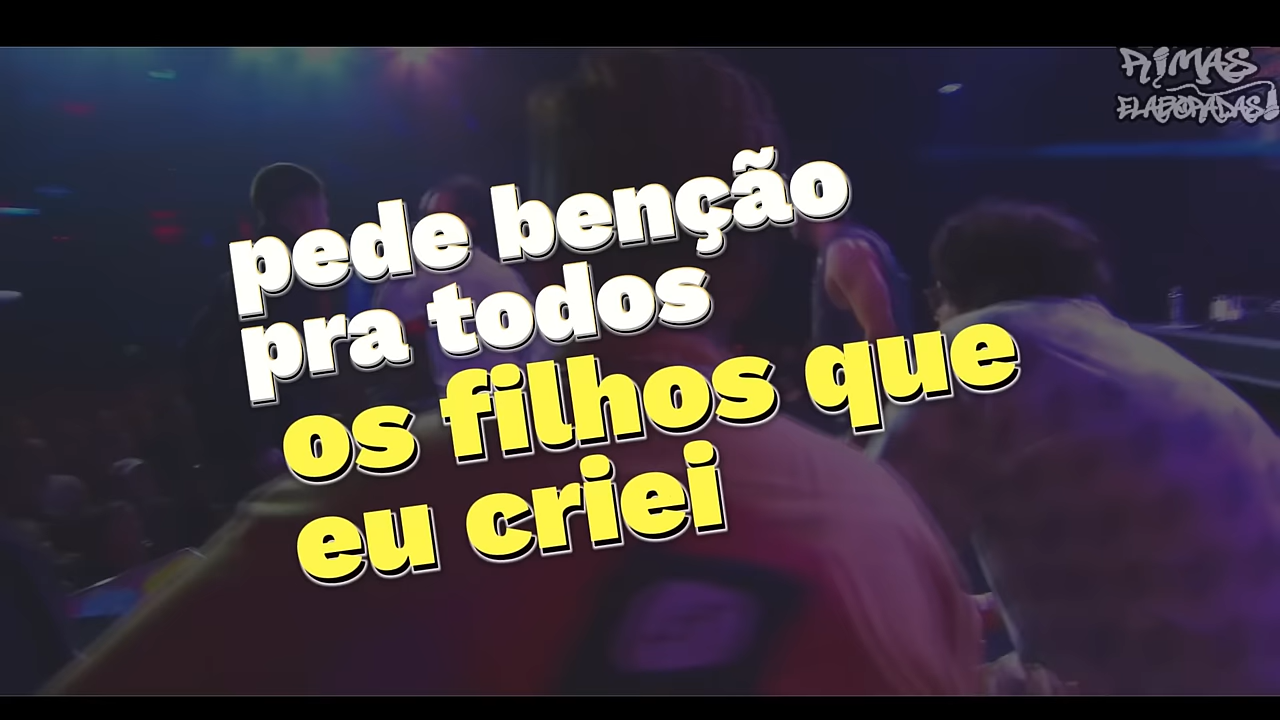 RIMAS
ELABORADAS!
pede benção
pra todos
os filhos que
eu criei